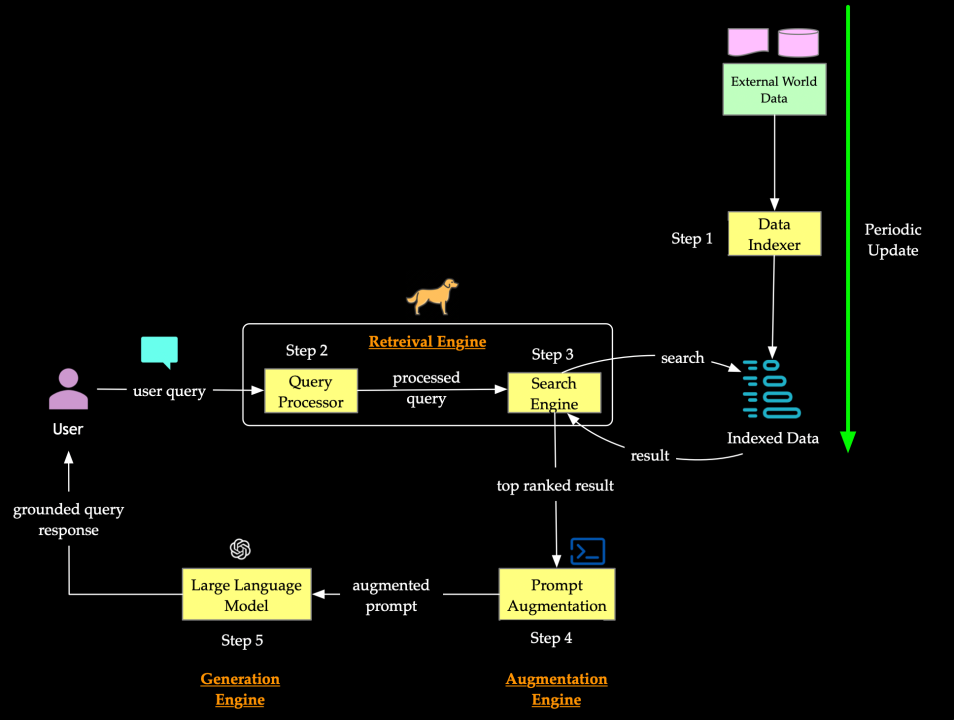 External World
Data
Step 1
Data
Indexer
Periodic
Update
Retreival Engine
Step 2
Step 3
Query
Processor
processed
query
Search
Engine
search
user query
User
Indexed Data
result
top ranked result
grounded query
response
Large Language
Model
augmented
prompt
Prompt
Augmentation
Step 5
Step 4
Generation
Engine
Augmentation
Engine